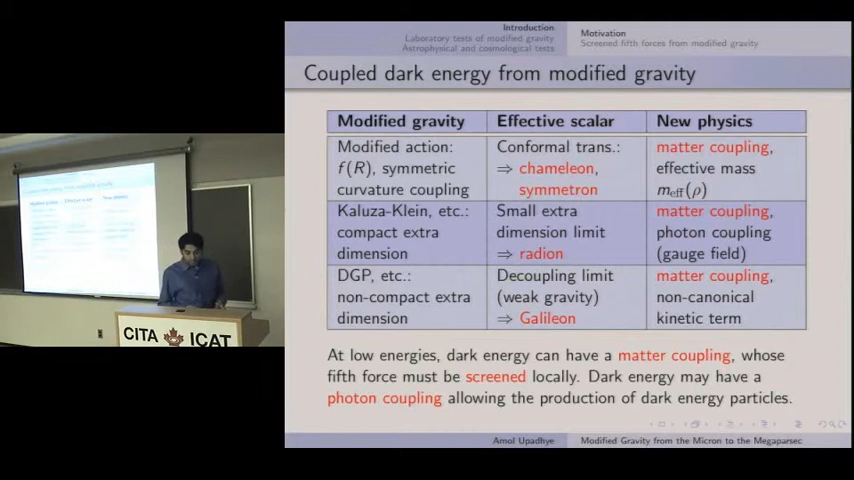 Introduction
Laboratory tests of modified gravity
Astrophysical and cosmological tests
Motivation
Screened fifth forces from modified gravity
Coupled dark energy from modified gravity
Modified gravity Effective scalar New physics
Modified action: Conformal trans.: matter coupling,
f(R), symmetric ⇒ chameleon, effective mass
curvature coupling symmetron m_eff(ρ)
Kaluza-Klein, etc.: Small extra matter coupling,
compact extra dimension limit photon coupling
dimension ⇒ radion (gauge field)
DGP, etc.: Decoupling limit matter coupling,
non-compact extra (weak gravity) non-canonical
dimension ⇒ Galileon kinetic term
At low energies, dark energy can have a matter coupling, whose
fifth force must be screened locally. Dark energy may have a
photon coupling allowing the production of dark energy particles.
Amol Upadhye Modified Gravity from the Micron to the Megaparsec
CITA ICAT